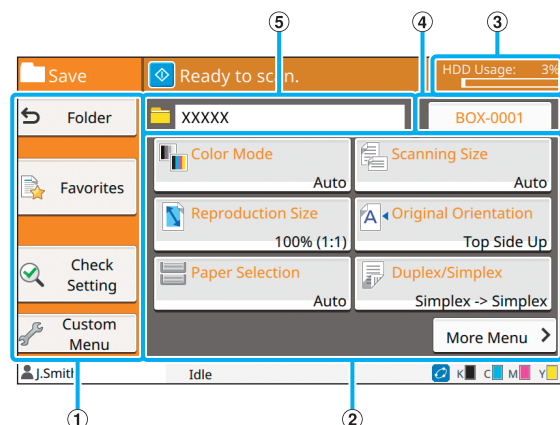 ⑤ ④ ③
Save
Ready to scan.
HDD Usage: 3%
Folder
XXXXX
BOX-0001
Color Mode
Auto
Scanning Size
Auto
Favorites
Reproduction Size
100% (1:1)
Original Orientation
Top Side Up
Check
Setting
Paper Selection
Auto
Duplex/Simplex
Simplex -> Simplex
Custom
Menu
More Menu
J.Smith
Idle
K C M Y
① ②